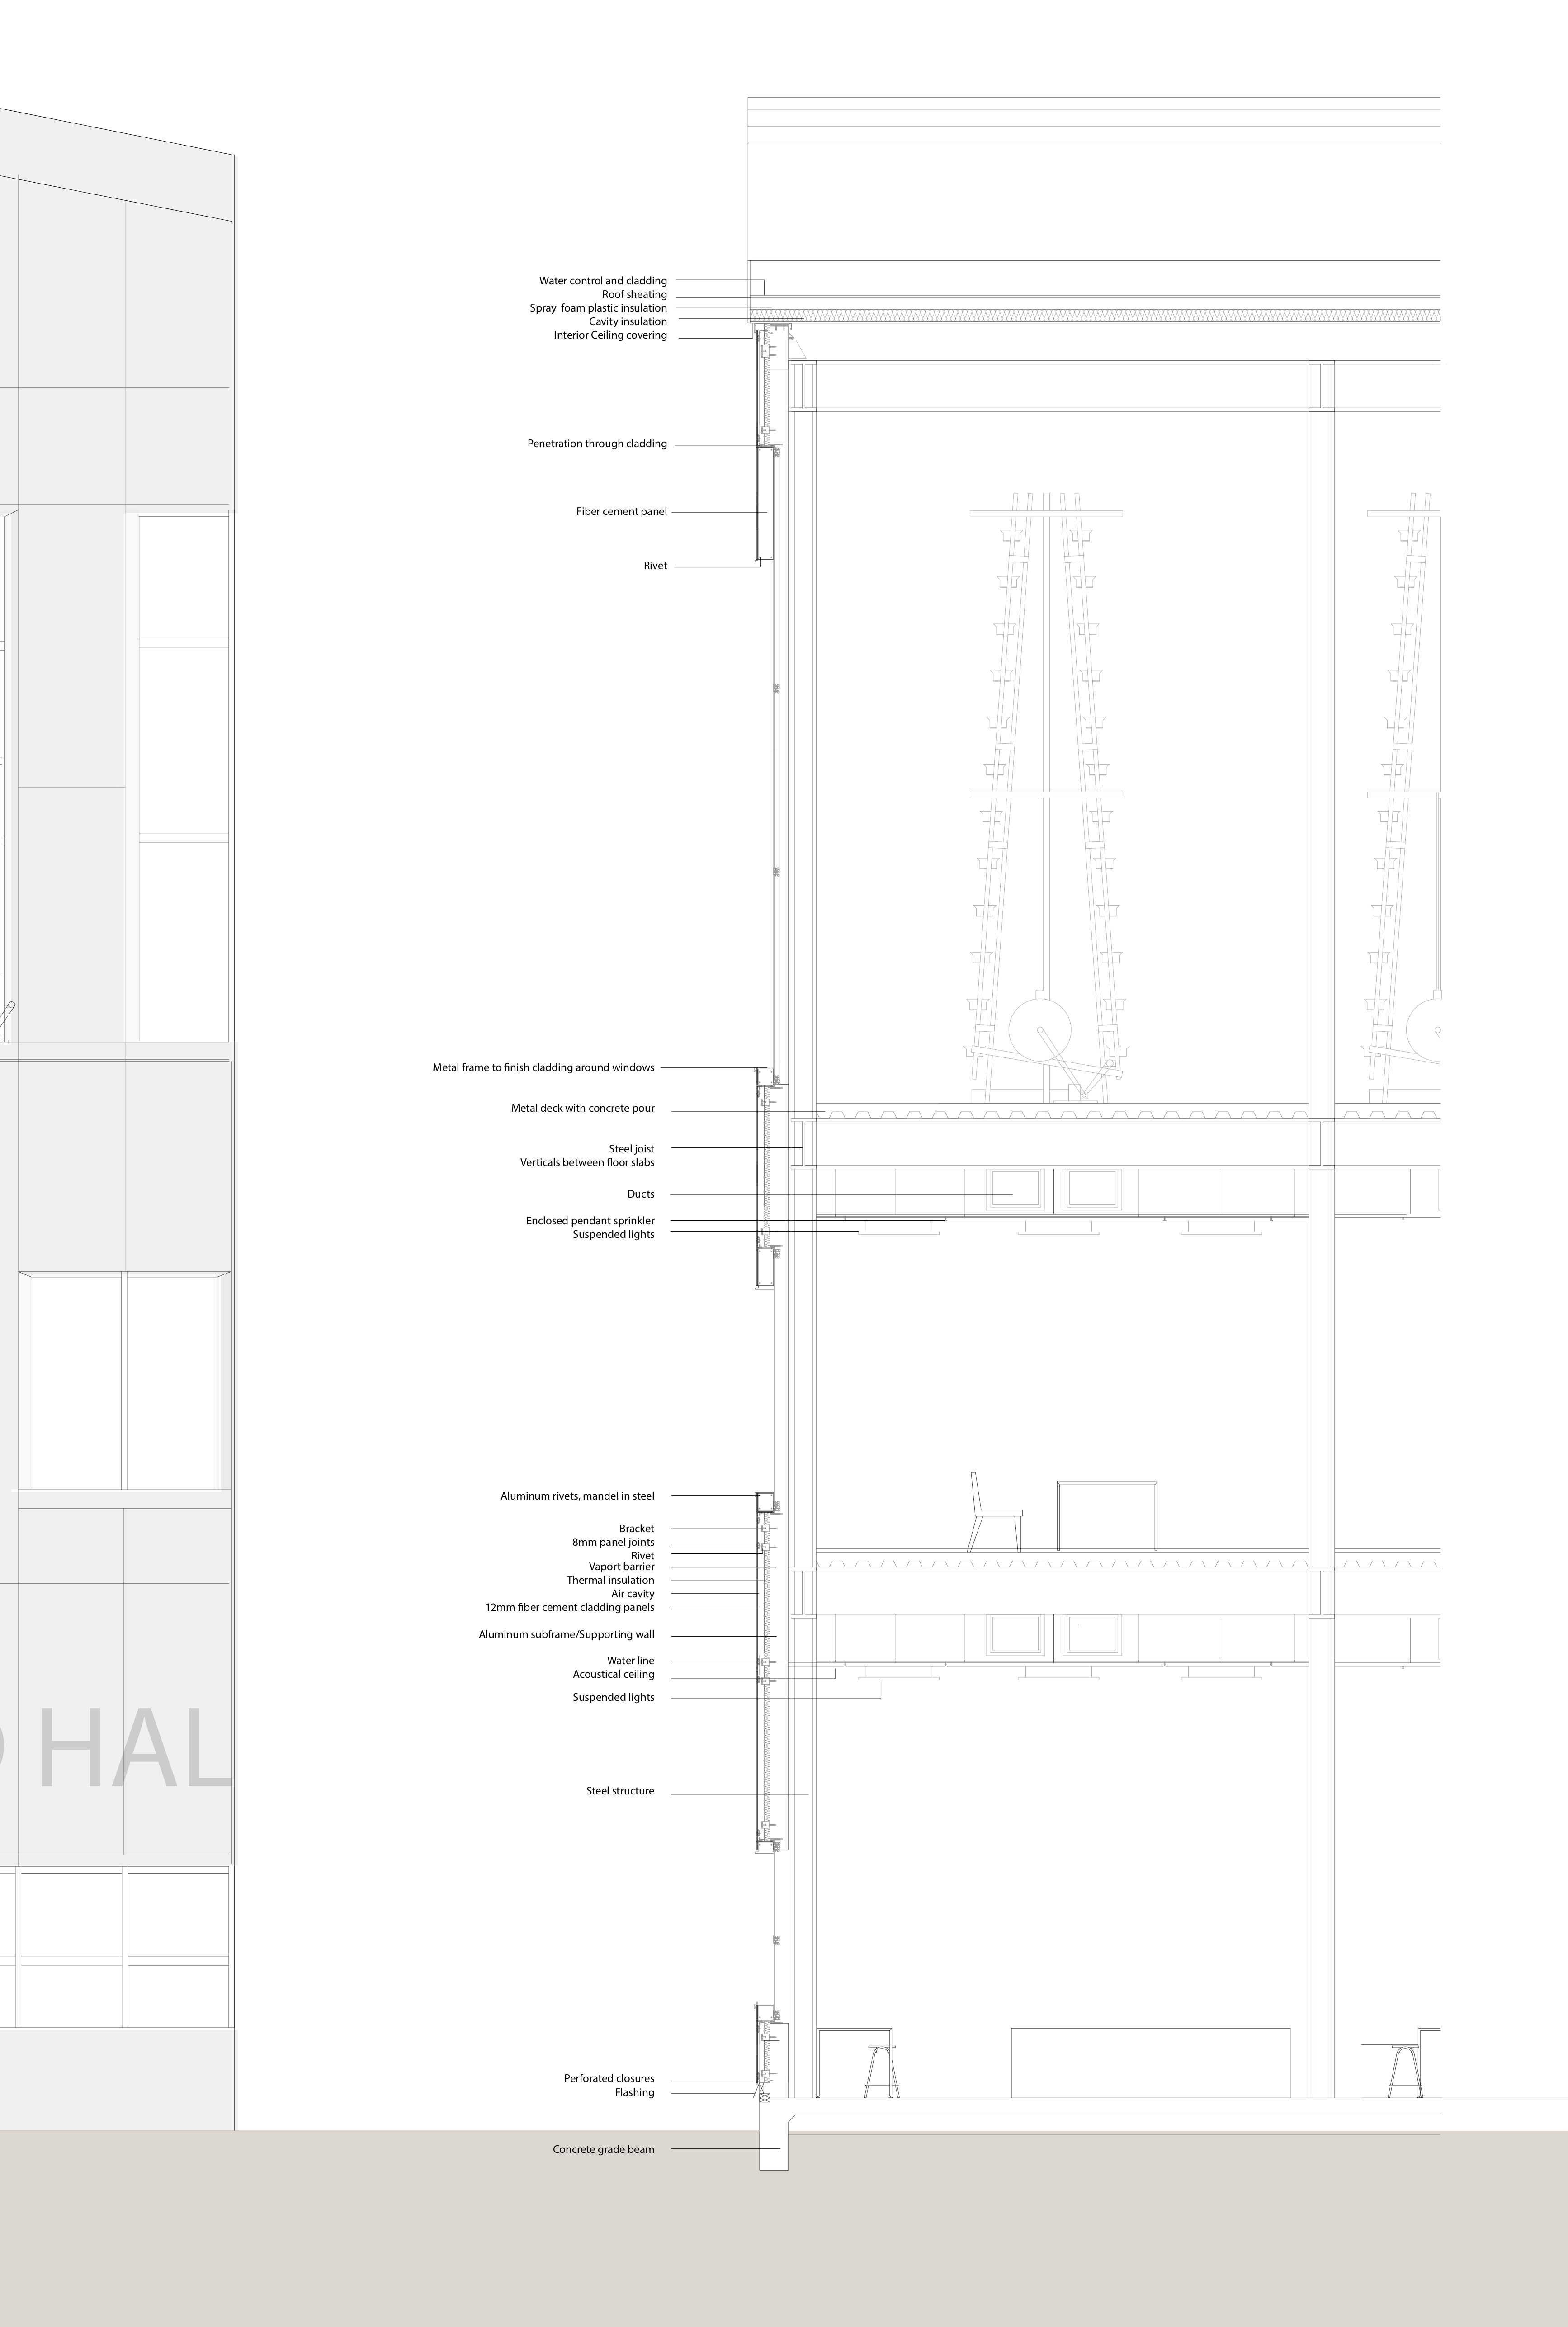 Water control and cladding
Roof sheating
Spray foam plastic insulation
Cavity insulation
Interior Ceiling covering
Penetration through cladding
Fiber cement panel
Rivet
Metal frame to finish cladding around windows
Metal deck with concrete pour
Steel joist
Verticals between floor slabs
Ducts
Enclosed pendant sprinkler
Suspended lights
Aluminum rivets, mandel in steel
Bracket
8mm panel joints
Rivet
Vaport barrier
Thermal insulation
Air cavity
12mm fiber cement cladding panels
Aluminum subframe/Supporting wall
Water line
Acoustical ceiling
Suspended lights
HAL
Steel structure
Perforated closures
Flashing
Concrete grade beam